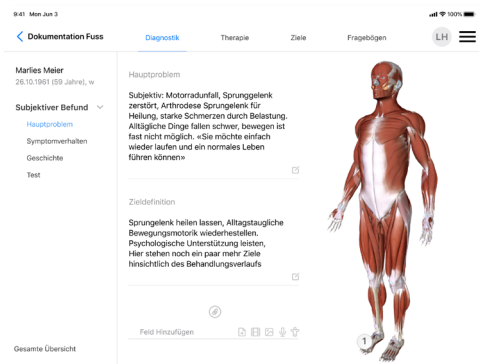 9:41 Mon Jun 3
100%
Dokumentation Fuss
Diagnostik
Therapie
Ziele
Fragebögen
LH
Marlies Meier
26.10.1961 (59 Jahre), w
Subjektiver Befund
Hauptproblem
Symptomverhalten
Geschichte
Test
Hauptproblem
Subjektiv: Motorradunfall, Sprunggelenk
zerstört, Arthrodese Sprungelenk für
Heilung, starke Schmerzen durch Belastung.
Alltägliche Dinge fallen schwer, bewegen ist
fast nicht möglich. «Sie möchte einfach
wieder laufen und ein normales Leben
führen können»
Zieldefinition
Sprungelenk heilen lassen, Alltagstaugliche
Bewegungsmotorik wiederhestellen.
Psychologische Unterstützung leisten,
Hier stehen noch ein paar mehr Ziele
hinsichtlich des Behandlungsverlaufs
Feld Hinzufügen
1
Gesamte Übersicht